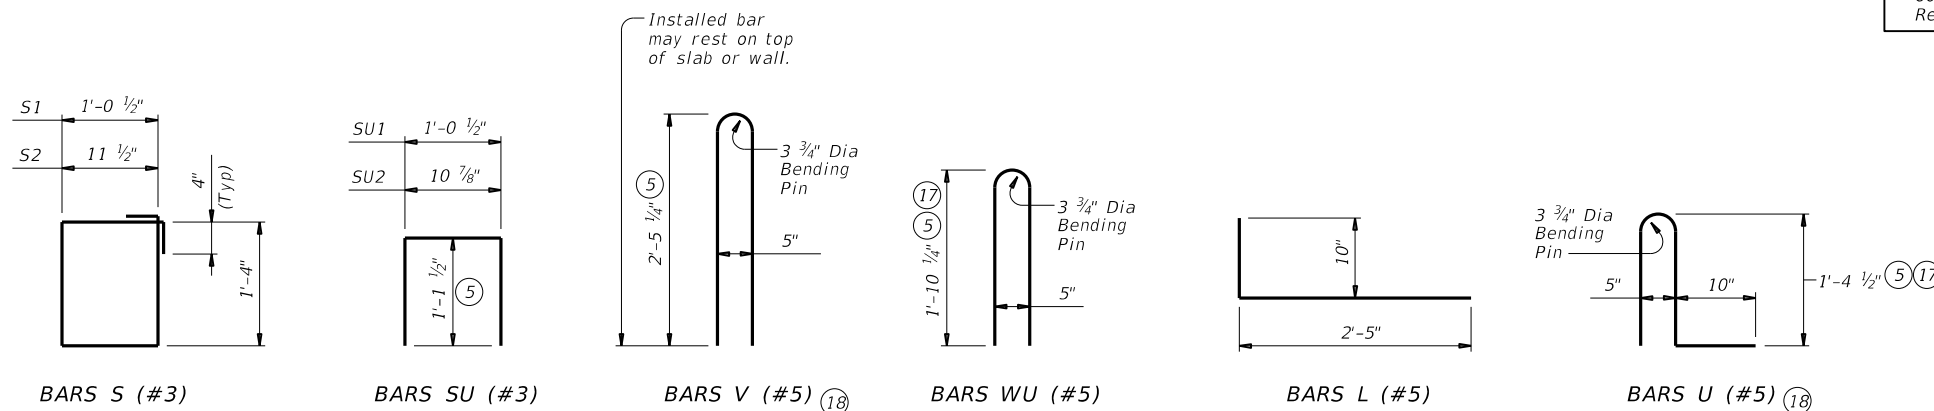 Installed bar
may rest on top
of slab or wall.
Re
S1 1'-0 ½"
S2 11 ½"
4"
(Typ)
1'-4"
BARS S (#3)
SU1 1'-0 ½"
SU2 10 ⅞"
1'-1 ½" 5
BARS SU (#3)
2'-5 ¼" 5
3 ¾" Dia
Bending
Pin
5"
BARS V (#5) 18
1'-10 ¼" 5 17
3 ¾" Dia
Bending
Pin
5"
BARS WU (#5)
10"
2'-5"
BARS L (#5)
3 ¾" Dia
Bending
Pin
5" 10"
1'-4 ½" 5 17
BARS U (#5) 18